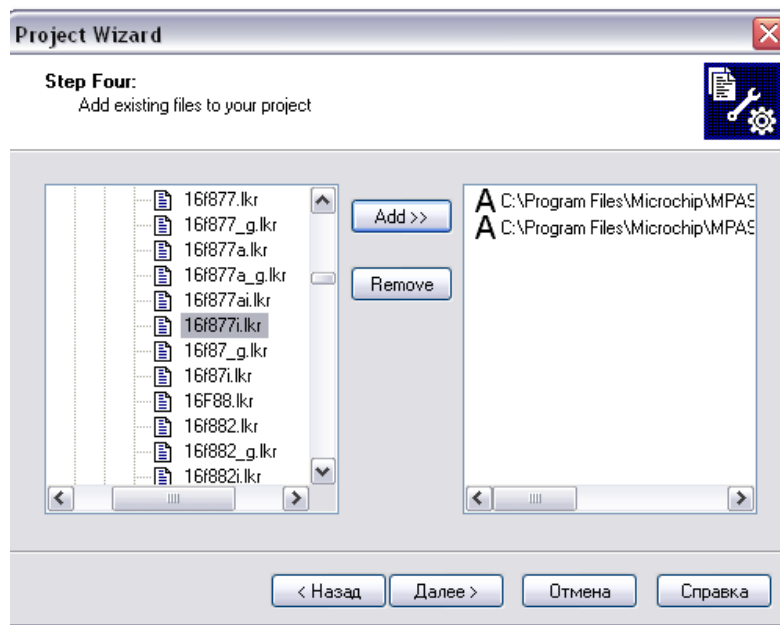 Project Wizard
Step Four:
Add existing files to your project
16f877.lkr
16f877_g.lkr
16f877a.lkr
16f877a_g.lkr
16f877ai.lkr
16f877i.lkr
16f87_g.lkr
16f87i.lkr
16F88.lkr
16f882.lkr
16f882_g.lkr
16f882i.lkr
Add >>
Remove
A C:\Program Files\Microchip\MPAS
A C:\Program Files\Microchip\MPAS
< Назад
Далее >
Отмена
Справка